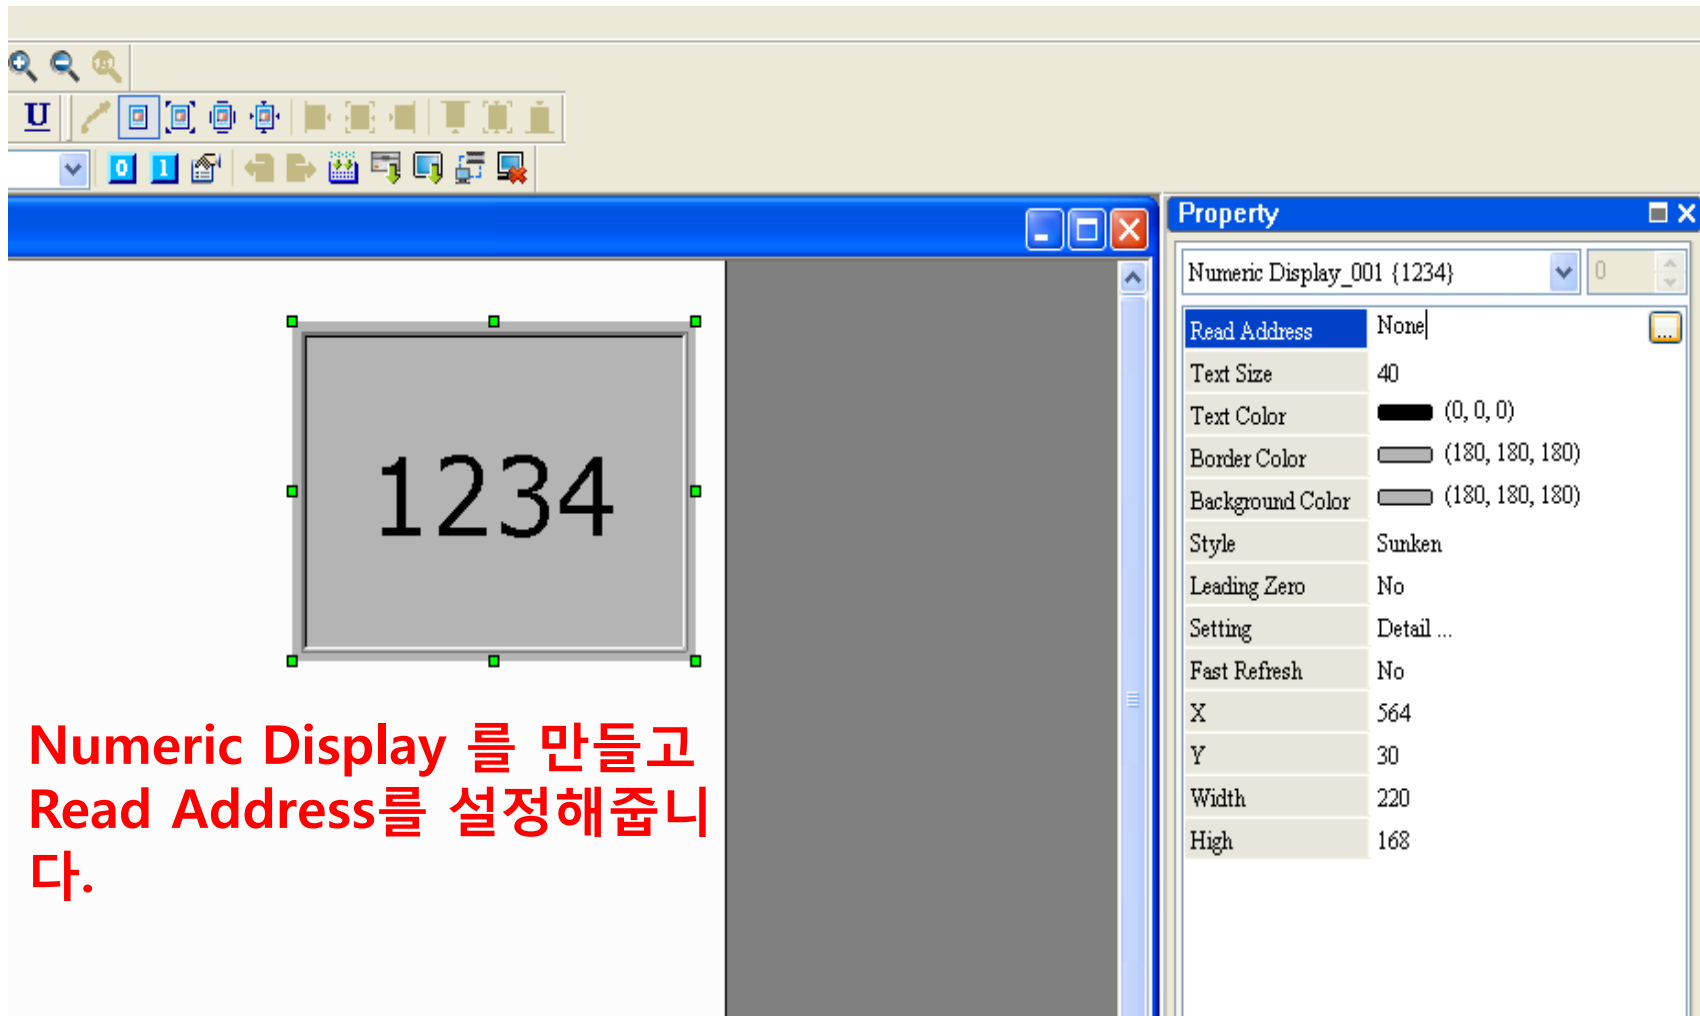 U
0 1
Property
Numeric Display_001 {1234} 0
Read Address None ...
Text Size 40
Text Color (0, 0, 0)
Border Color (180, 180, 180)
Background Color (180, 180, 180)
Style Sunken
Leading Zero No
Setting Detail ...
Fast Refresh No
X 564
Y 30
Width 220
High 168
1234
Numeric Display 를 만들고
Read Address를 설정해줍니
다.